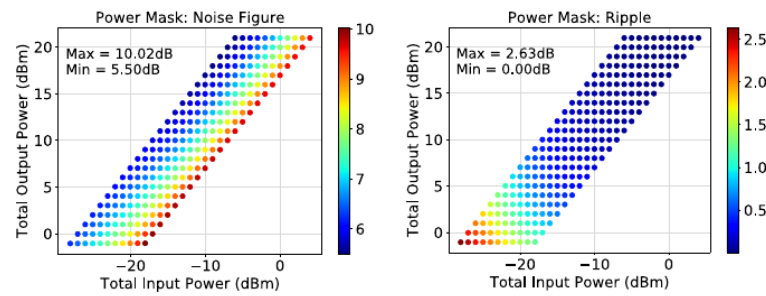 Power Mask: Noise Figure
Max = 10.02dB
Min = 5.50dB
Total Output Power (dBm)
20
15
10
5
0
−20
−10
0
Total Input Power (dBm)
10
9
8
7
6
Power Mask: Ripple
Max = 2.63dB
Min = 0.00dB
Total Output Power (dBm)
20
15
10
5
0
−20
−10
0
Total Input Power (dBm)
2.5
2.0
1.5
1.0
0.5